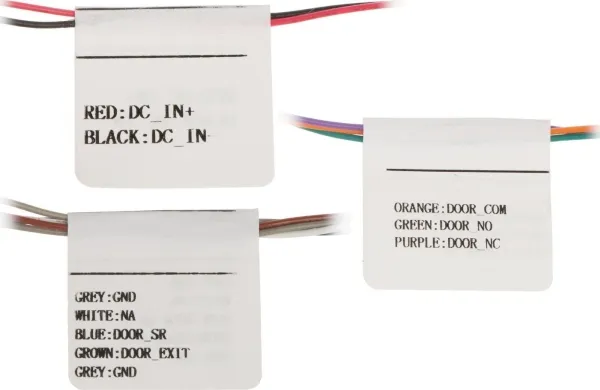 RED:DC_IN+
BLACK:DC_IN-
ORANGE:DOOR_COM
GREEN:DOOR_NO
PURPLE:DOOR_NC
GREY:GND
WHITE:NA
BLUE:DOOR_SR
GROWN:DOOR_EXIT
GREY:GND